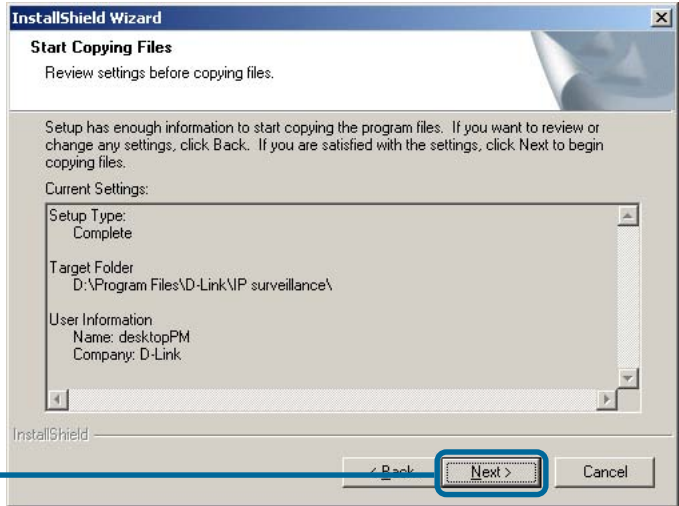 InstallShield Wizard
Start Copying Files
Review settings before copying files.
Setup has enough information to start copying the program files.  If you want to review or
change any settings, click Back.  If you are satisfied with the settings, click Next to begin
copying files.
Current Settings:
Setup Type:
Complete
Target Folder
D:\Program Files\D-Link\IP surveillance\
User Information
Name: desktopPM
Company: D-Link
InstallShield
< Back
Next >
Cancel